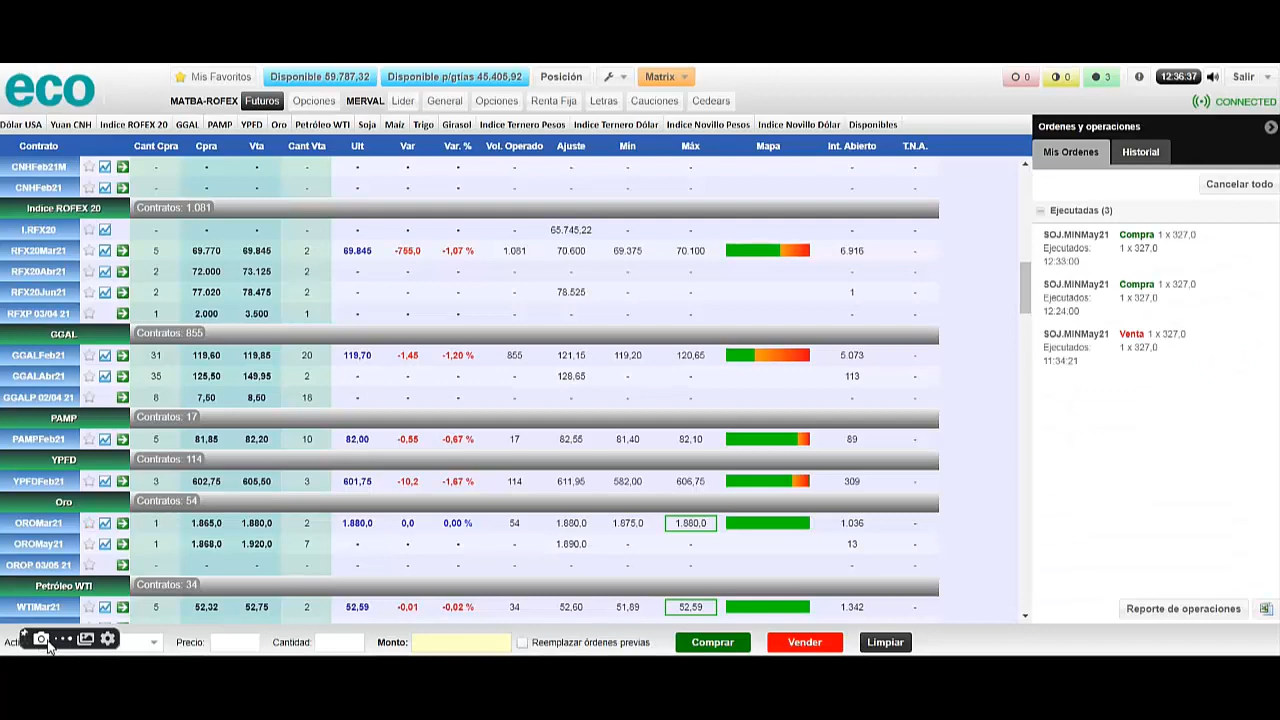 eco
Mis Favoritos Disponible 59.787,32 Disponible p/gtias 45.405,92 Posición Matrix 0 0 3 12:36:37 Salir
MATBA-ROFEX Futuros Opciones MERVAL Lider General Opciones Renta Fija Letras Cauciones Cedears CONNECTED
Dólar USA Yuan CNH Indice ROFEX 20 GGAL PAMP YPFD Oro Petróleo WTI Soja Maíz Trigo Girasol Indice Ternero Pesos Indice Ternero Dólar Indice Novillo Pesos Indice Novillo Dólar Disponibles
Contrato Cant Cpra Cpra Vta Cant Vta Ult Var Var. % Vol. Operado Ajuste Min Máx Mapa Int. Abierto T.N.A.
CNHFeb21M - • • - • • • - - - - - -
CNHFeb21 - • • - • • • - - - - - -
Indice ROFEX 20 Contratos: 1.081
I.RFX20 - • • - • • • - 65.745,22 - - - -
RFX20Mar21 5 69.770 69.845 2 69.845 -755,0 -1,07 % 1.051 70.600 69.375 70.100 6.916 -
RFX20Abr21 2 72.000 73.125 2 • • • - - - - - -
RFX20Jun21 2 77.020 78.475 2 • • • - 78.525 - - 1 -
RFXP 03/04 21 1 2.000 3.500 1 • • • - - - - - -
GGAL Contratos: 855
GGALFeb21 31 119,60 119,85 20 119,70 -1,45 -1,20 % 855 121,15 119,20 120,65 5.073 -
GGALAbr21 35 125,50 149,95 2 • • • - 128,65 - - 113 -
GGALP 02/04 21 8 7,50 8,50 18 • • • - - - - - -
PAMP Contratos: 17
PAMPFeb21 5 81,85 82,20 10 82,00 -0,55 -0,67 % 17 82,55 81,40 82,10 89 -
YPFD Contratos: 114
YPFDFeb21 3 602,75 605,50 3 601,75 -10,2 -1,67 % 114 611,95 582,00 606,75 309 -
Oro Contratos: 54
OROMar21 1 1.865,0 1.880,0 2 1.880,0 0,0 0,00 % 54 1.880,0 1.875,0 1.880,0 1.036 -
OROMay21 1 1.868,0 1.920,0 7 • • • - 1.890,0 - - 13 -
OROP 03/05 21 - • • - • • • - - - - - -
Petróleo WTI Contratos: 34
WTIMar21 5 52,32 52,75 2 52,59 -0,01 -0,02 % 34 52,60 51,89 52,59 1.342 -
Precio: Cantidad: Monto: Reemplazar órdenes previas Comprar Vender Limpiar
Ordenes y operaciones
Mis Ordenes Historial
Cancelar todo
Ejecutadas (3)
SOJ.MINMay21 Compra 1 x 327,0
Ejecutados: 1 x 327,0
12:33:00
SOJ.MINMay21 Compra 1 x 327,0
Ejecutados: 1 x 327,0
12:24:00
SOJ.MINMay21 Venta 1 x 327,0
Ejecutados: 1 x 327,0
11:34:21
Reporte de operaciones